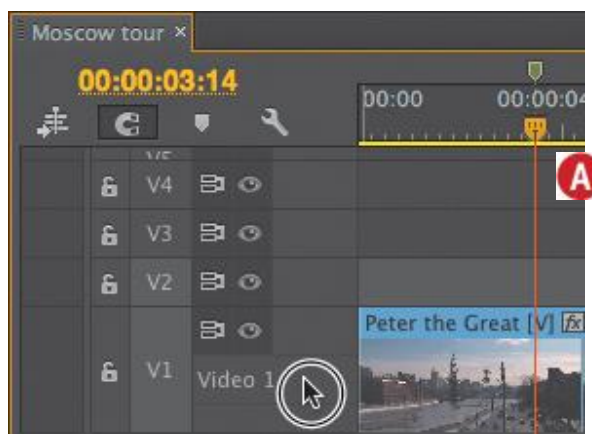 Moscow tour ×
00:00:03:14
00:00 00:00:04
A
V4
V3
V2
Peter the Great [V] fx
V1 Video 1